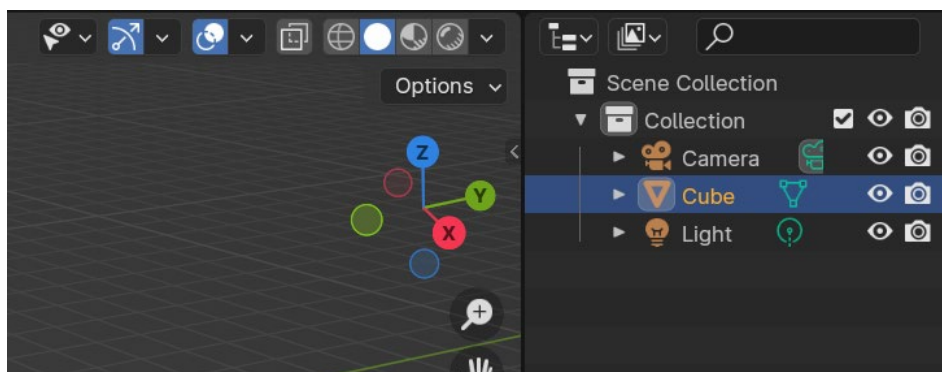 Options
Z
Y
X
Scene Collection
Collection
Camera
Cube
Light